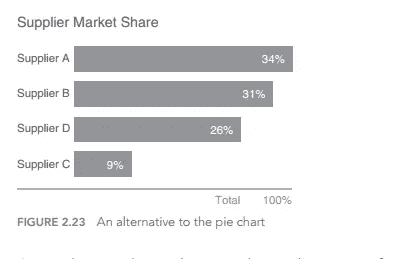 Supplier Market Share
Supplier A 34%
Supplier B 31%
Supplier D 26%
Supplier C 9%
Total 100%
FIGURE 2.23 An alternative to the pie chart